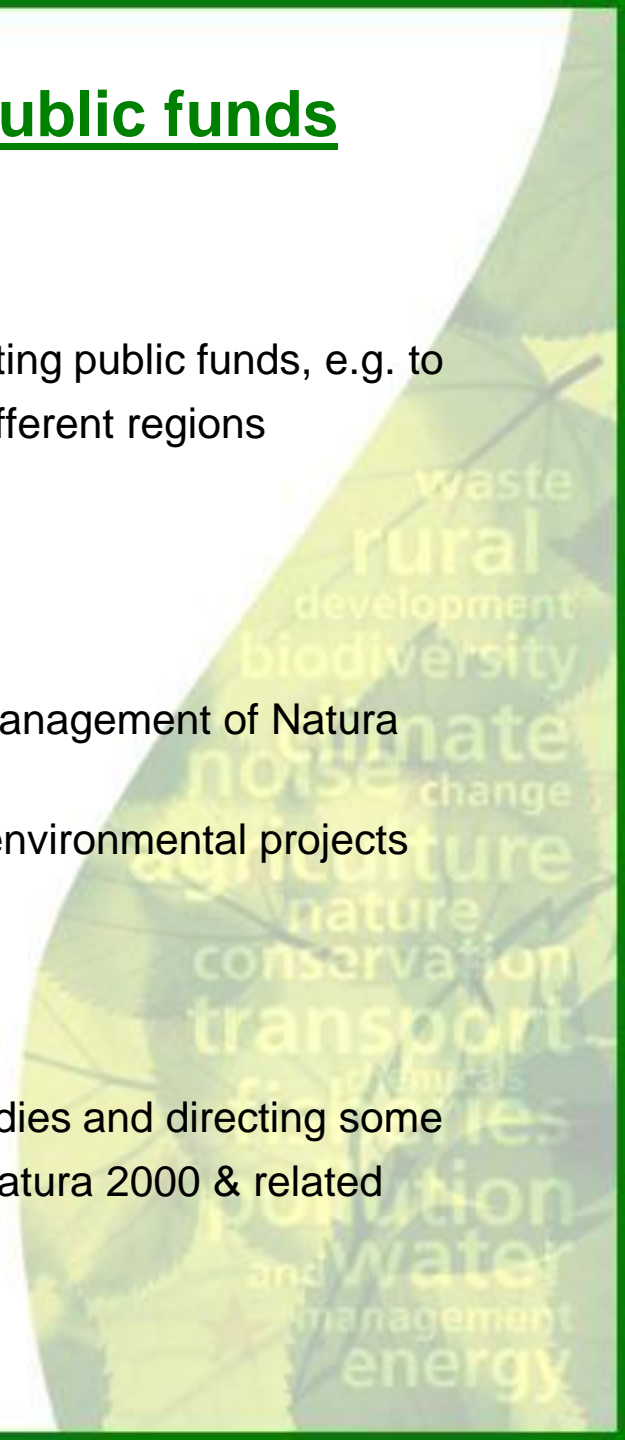 ublic funds
ting public funds, e.g. to
fferent regions
waste
rural
development
biodiversity
anagement of Natura
climate
noise
change
environmental projects
agriculture
nature
conservation
transport
chemicals
dies and directing some
fisheries
atura 2000 & related
pollution
and water
management
energy